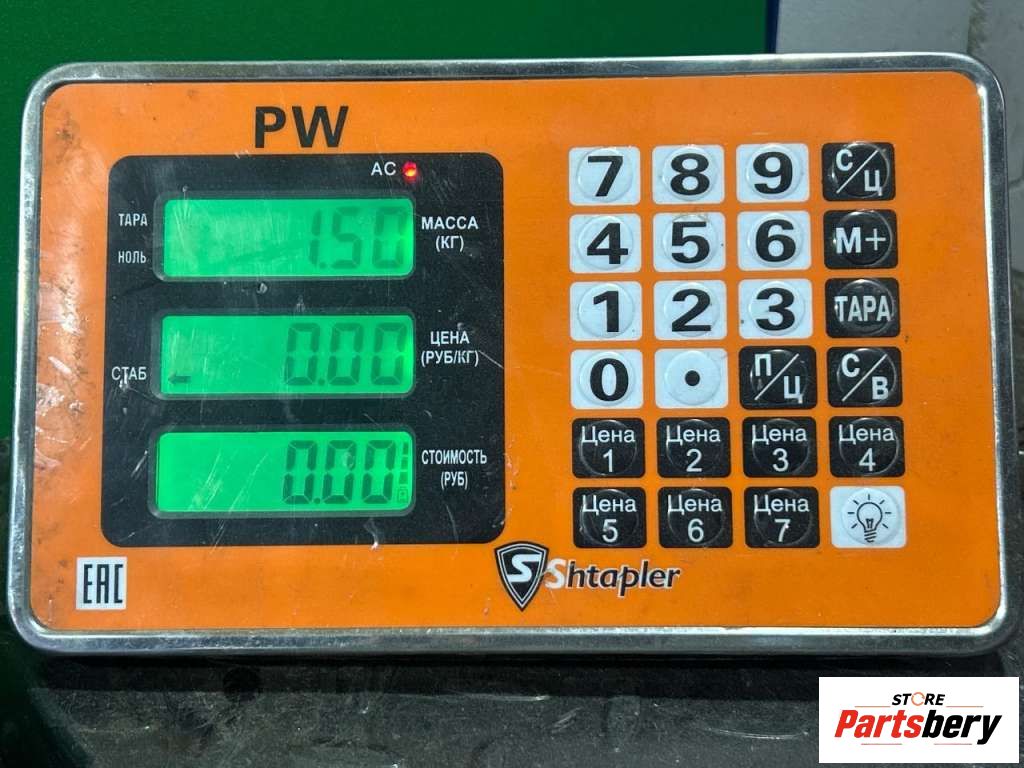 PW
AC
ТАРА
НОЛЬ
1.50
МАССА
(КГ)
СТАБ
0.00
ЦЕНА
(РУБ/КГ)
0.00
СТОИМОСТЬ
(РУБ)
7 8 9 С/Ц
4 5 6 М+
1 2 3 ТАРА
0 . П/Ц С/В
Цена Цена Цена Цена
1 2 3 4
Цена Цена Цена
5 6 7
EAC
S Shtapler
STORE
Partsbery